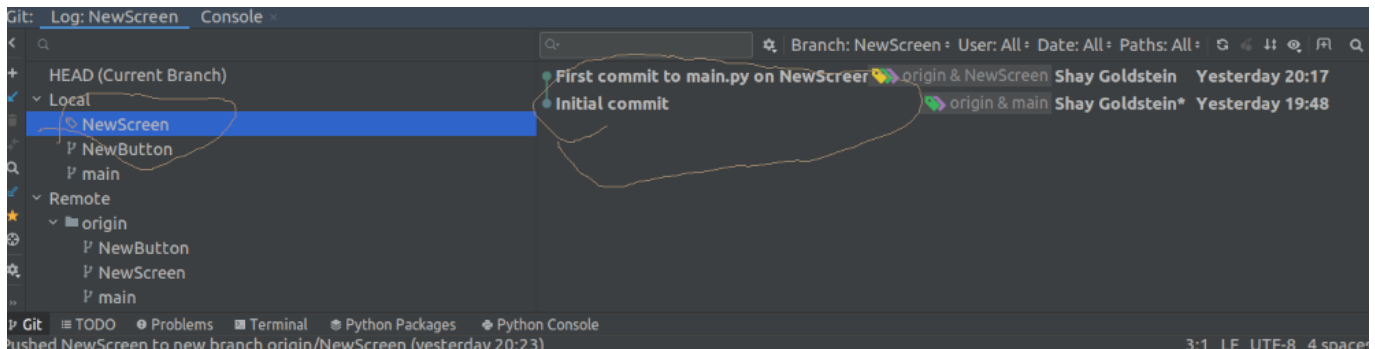 Git: Log: NewScreen Console ×
Branch: NewScreen User: All Date: All Paths: All
HEAD (Current Branch)
First commit to main.py on NewScreen origin & NewScreen Shay Goldstein Yesterday 20:17
Local
Initial commit origin & main Shay Goldstein* Yesterday 19:48
NewScreen
NewButton
main
Remote
origin
NewButton
NewScreen
main
Git TODO Problems Terminal Python Packages Python Console
Pushed NewScreen to new branch origin/NewScreen (yesterday 20:23) 3:1 LF UTF-8 4 spaces